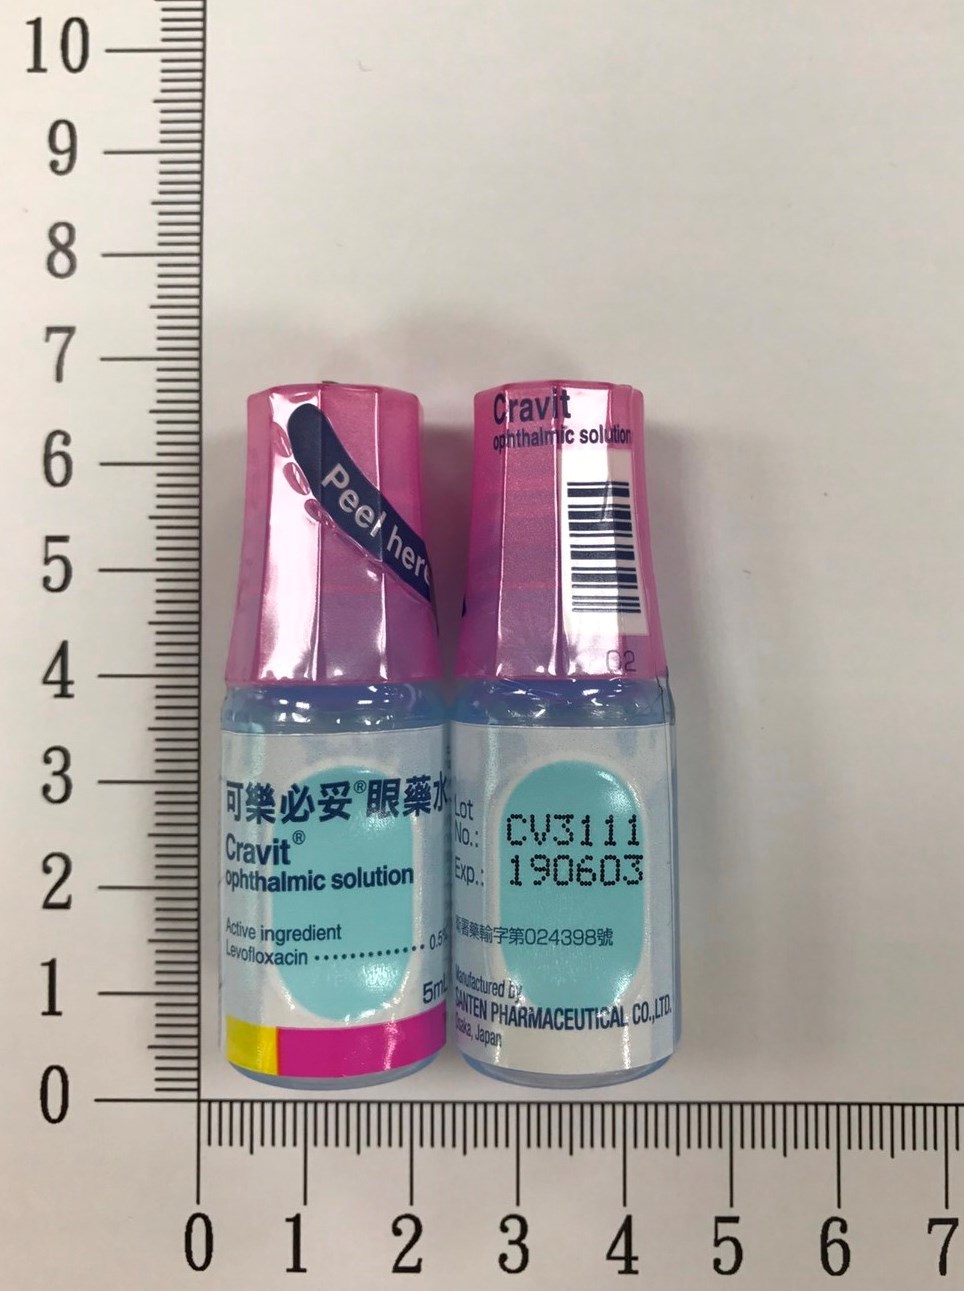 10
9
8
7
6
5
4
3
2
1
0
Peel here
可樂必妥®眼藥水
Cravit®
ophthalmic solution
Active ingredient
Levofloxacin 0.5%
5mL
Cravit
ophthalmic solution
02
Lot
No.: CV3111
Exp.: 190603
衛署藥輸字第024398號
Manufactured by
SANTEN PHARMACEUTICAL CO.,LTD.
Osaka, Japan
0 1 2 3 4 5 6 7